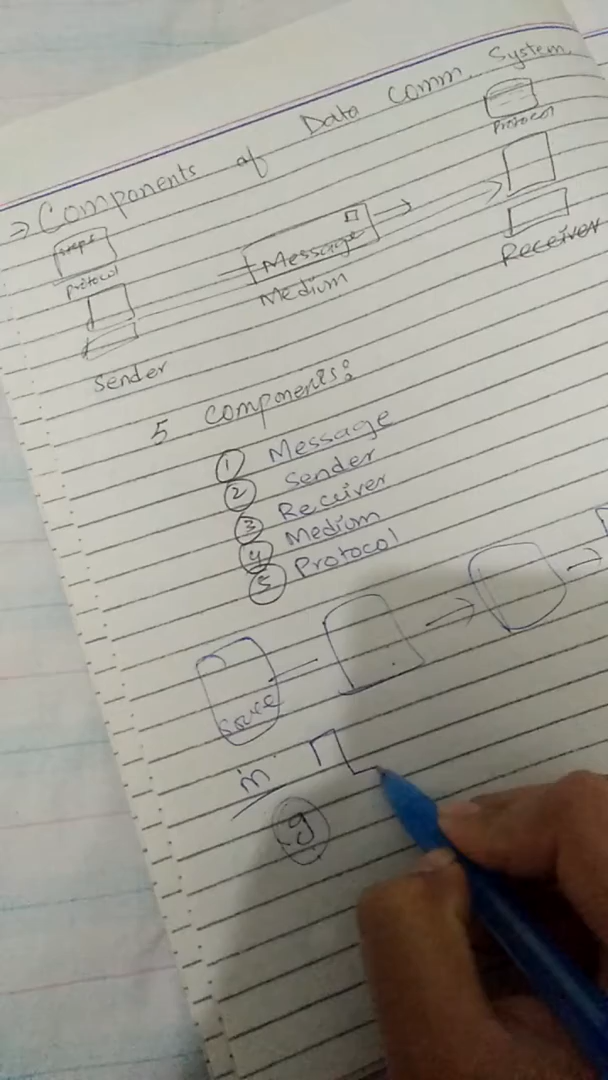 → Components of Data Comm. System
steps
Protocol
Sender
Message
Medium
Protocol
Receiver
5 Components:
① Message
② Sender
③ Receiver
④ Medium
⑤ Protocol
m
g